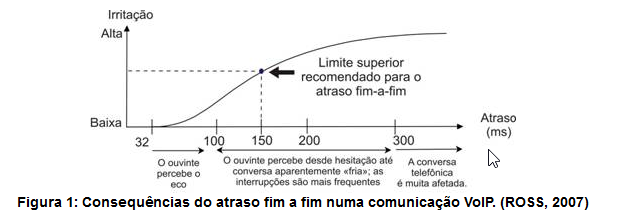 Irritação
Alta
Limite superior
recomendado para o
atraso fim-a-fim
Baixa
Atraso
(ms)
32
100
150
200
300
O ouvinte
percebe o
eco
O ouvinte percebe desde hesitação até
conversa aparentemente «fria»; as
interrupções são mais frequentes
A conversa
telefônica
é muita afetada.
Figura 1: Consequências do atraso fim a fim numa comunicação VoIP. (ROSS, 2007)